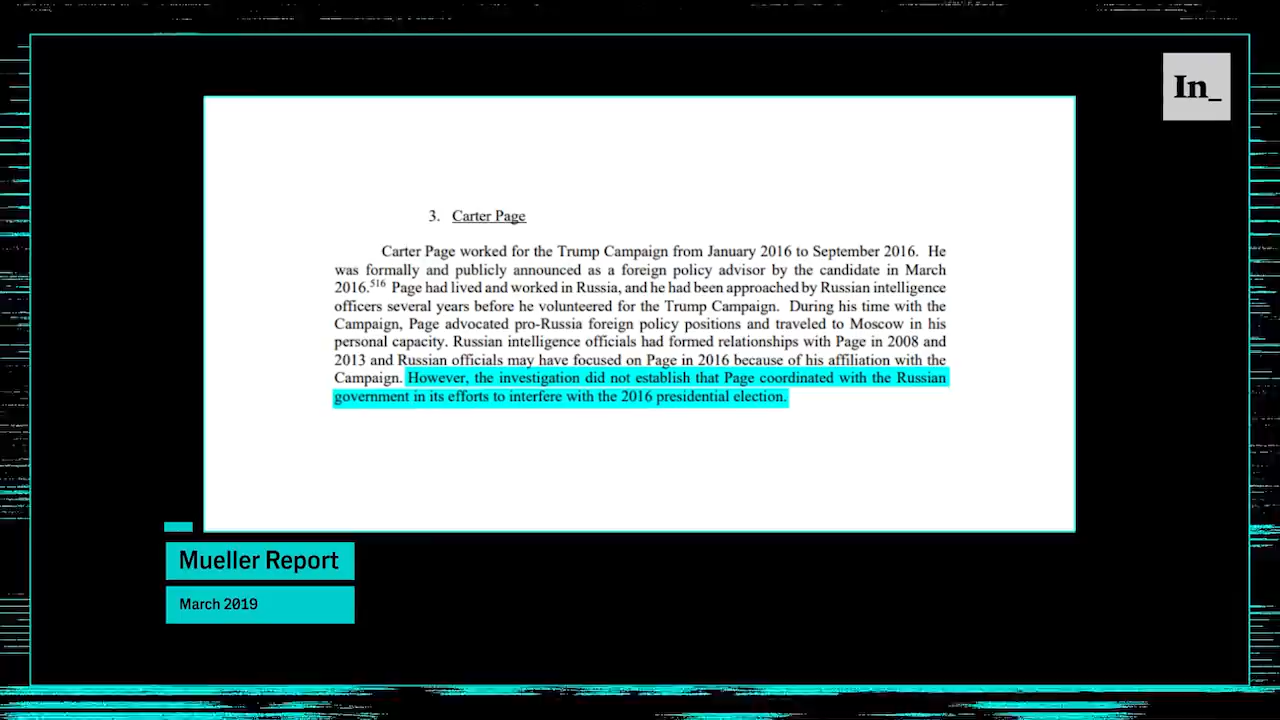 In_
3. Carter Page
Carter Page worked for the Trump Campaign from January 2016 to September 2016. He
was formally and publicly announced as a foreign policy advisor by the candidate in March
2016.516 Page had lived and worked in Russia, and he had been approached by Russian intelligence
officers several years before he volunteered for the Trump Campaign. During his time with the
Campaign, Page advocated pro-Russia foreign policy positions and traveled to Moscow in his
personal capacity. Russian intelligence officials had formed relationships with Page in 2008 and
2013 and Russian officials may have focused on Page in 2016 because of his affiliation with the
Campaign. However, the investigation did not establish that Page coordinated with the Russian
government in its efforts to interfere with the 2016 presidential election.
Mueller Report
March 2019